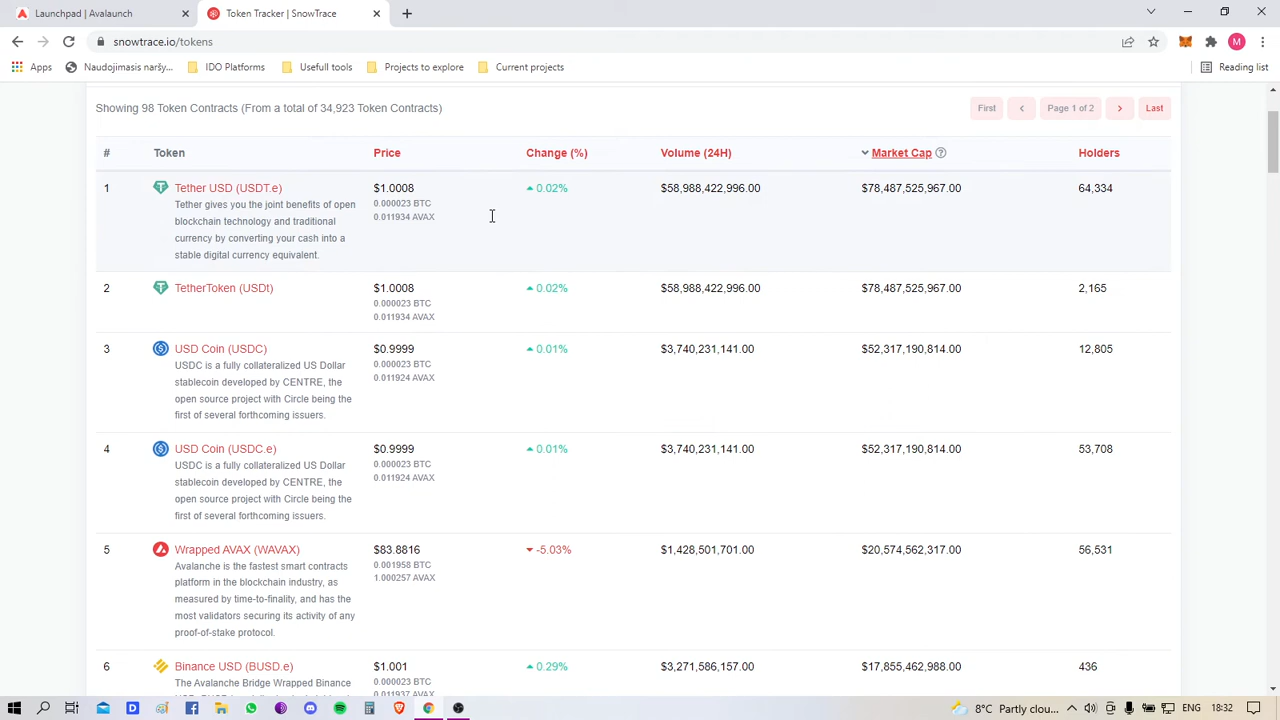 Launchpad | Avalaunch
Token Tracker | SnowTrace
snowtrace.io/tokens
M
Apps
Naudojimasis naršy...
IDO Platforms
Usefull tools
Projects to explore
Current projects
Reading list
Showing 98 Token Contracts (From a total of 34,923 Token Contracts)
First
Page 1 of 2
Last
# Token Price Change (%) Volume (24H) Market Cap Holders
1 Tether USD (USDT.e) $1.0008 0.02% $58,988,422,996.00 $78,487,525,967.00 64,334
Tether gives you the joint benefits of open 0.000023 BTC
blockchain technology and traditional 0.011934 AVAX
currency by converting your cash into a
stable digital currency equivalent.
2 TetherToken (USDt) $1.0008 0.02% $58,988,422,996.00 $78,487,525,967.00 2,165
0.000023 BTC
0.011934 AVAX
3 USD Coin (USDC) $0.9999 0.01% $3,740,231,141.00 $52,317,190,814.00 12,805
USDC is a fully collateralized US Dollar 0.000023 BTC
stablecoin developed by CENTRE, the 0.011924 AVAX
open source project with Circle being the
first of several forthcoming issuers.
4 USD Coin (USDC.e) $0.9999 0.01% $3,740,231,141.00 $52,317,190,814.00 53,708
USDC is a fully collateralized US Dollar 0.000023 BTC
stablecoin developed by CENTRE, the 0.011924 AVAX
open source project with Circle being the
first of several forthcoming issuers.
5 Wrapped AVAX (WAVAX) $83.8816 -5.03% $1,428,501,701.00 $20,574,562,317.00 56,531
Avalanche is the fastest smart contracts 0.001958 BTC
platform in the blockchain industry, as 1.000257 AVAX
measured by time-to-finality, and has the
most validators securing its activity of any
proof-of-stake protocol.
6 Binance USD (BUSD.e) $1.001 0.29% $3,271,586,157.00 $17,855,462,988.00 436
The Avalanche Bridge Wrapped Binance 0.000023 BTC
0.011937 AVAX
8°C Partly clou...
18:32